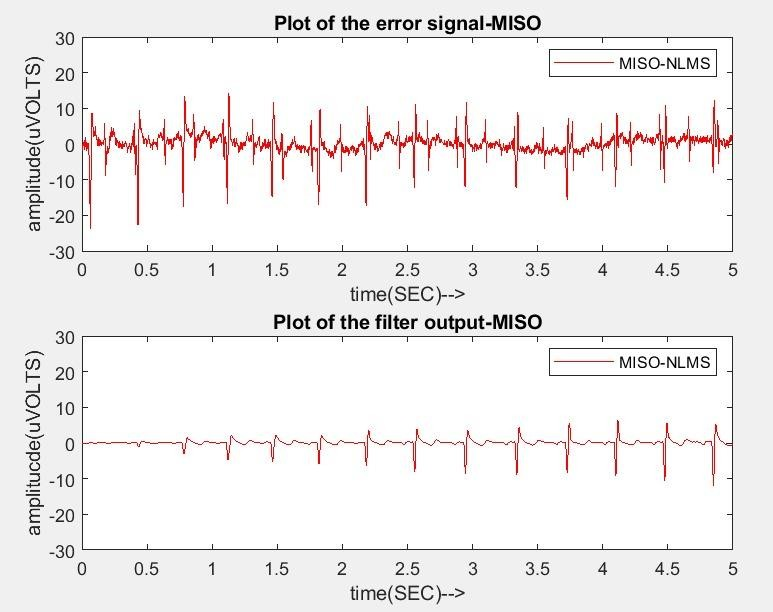 Plot of the error signal-MISO
30
20
10
0
-10
-20
-30
amplitude(uVOLTS)
MISO-NLMS
0 0.5 1 1.5 2 2.5 3 3.5 4 4.5 5
time(SEC)-->
Plot of the filter output-MISO
30
20
10
0
-10
-20
-30
amplitucde(uVOLTS)
MISO-NLMS
0 0.5 1 1.5 2 2.5 3 3.5 4 4.5 5
time(SEC)-->